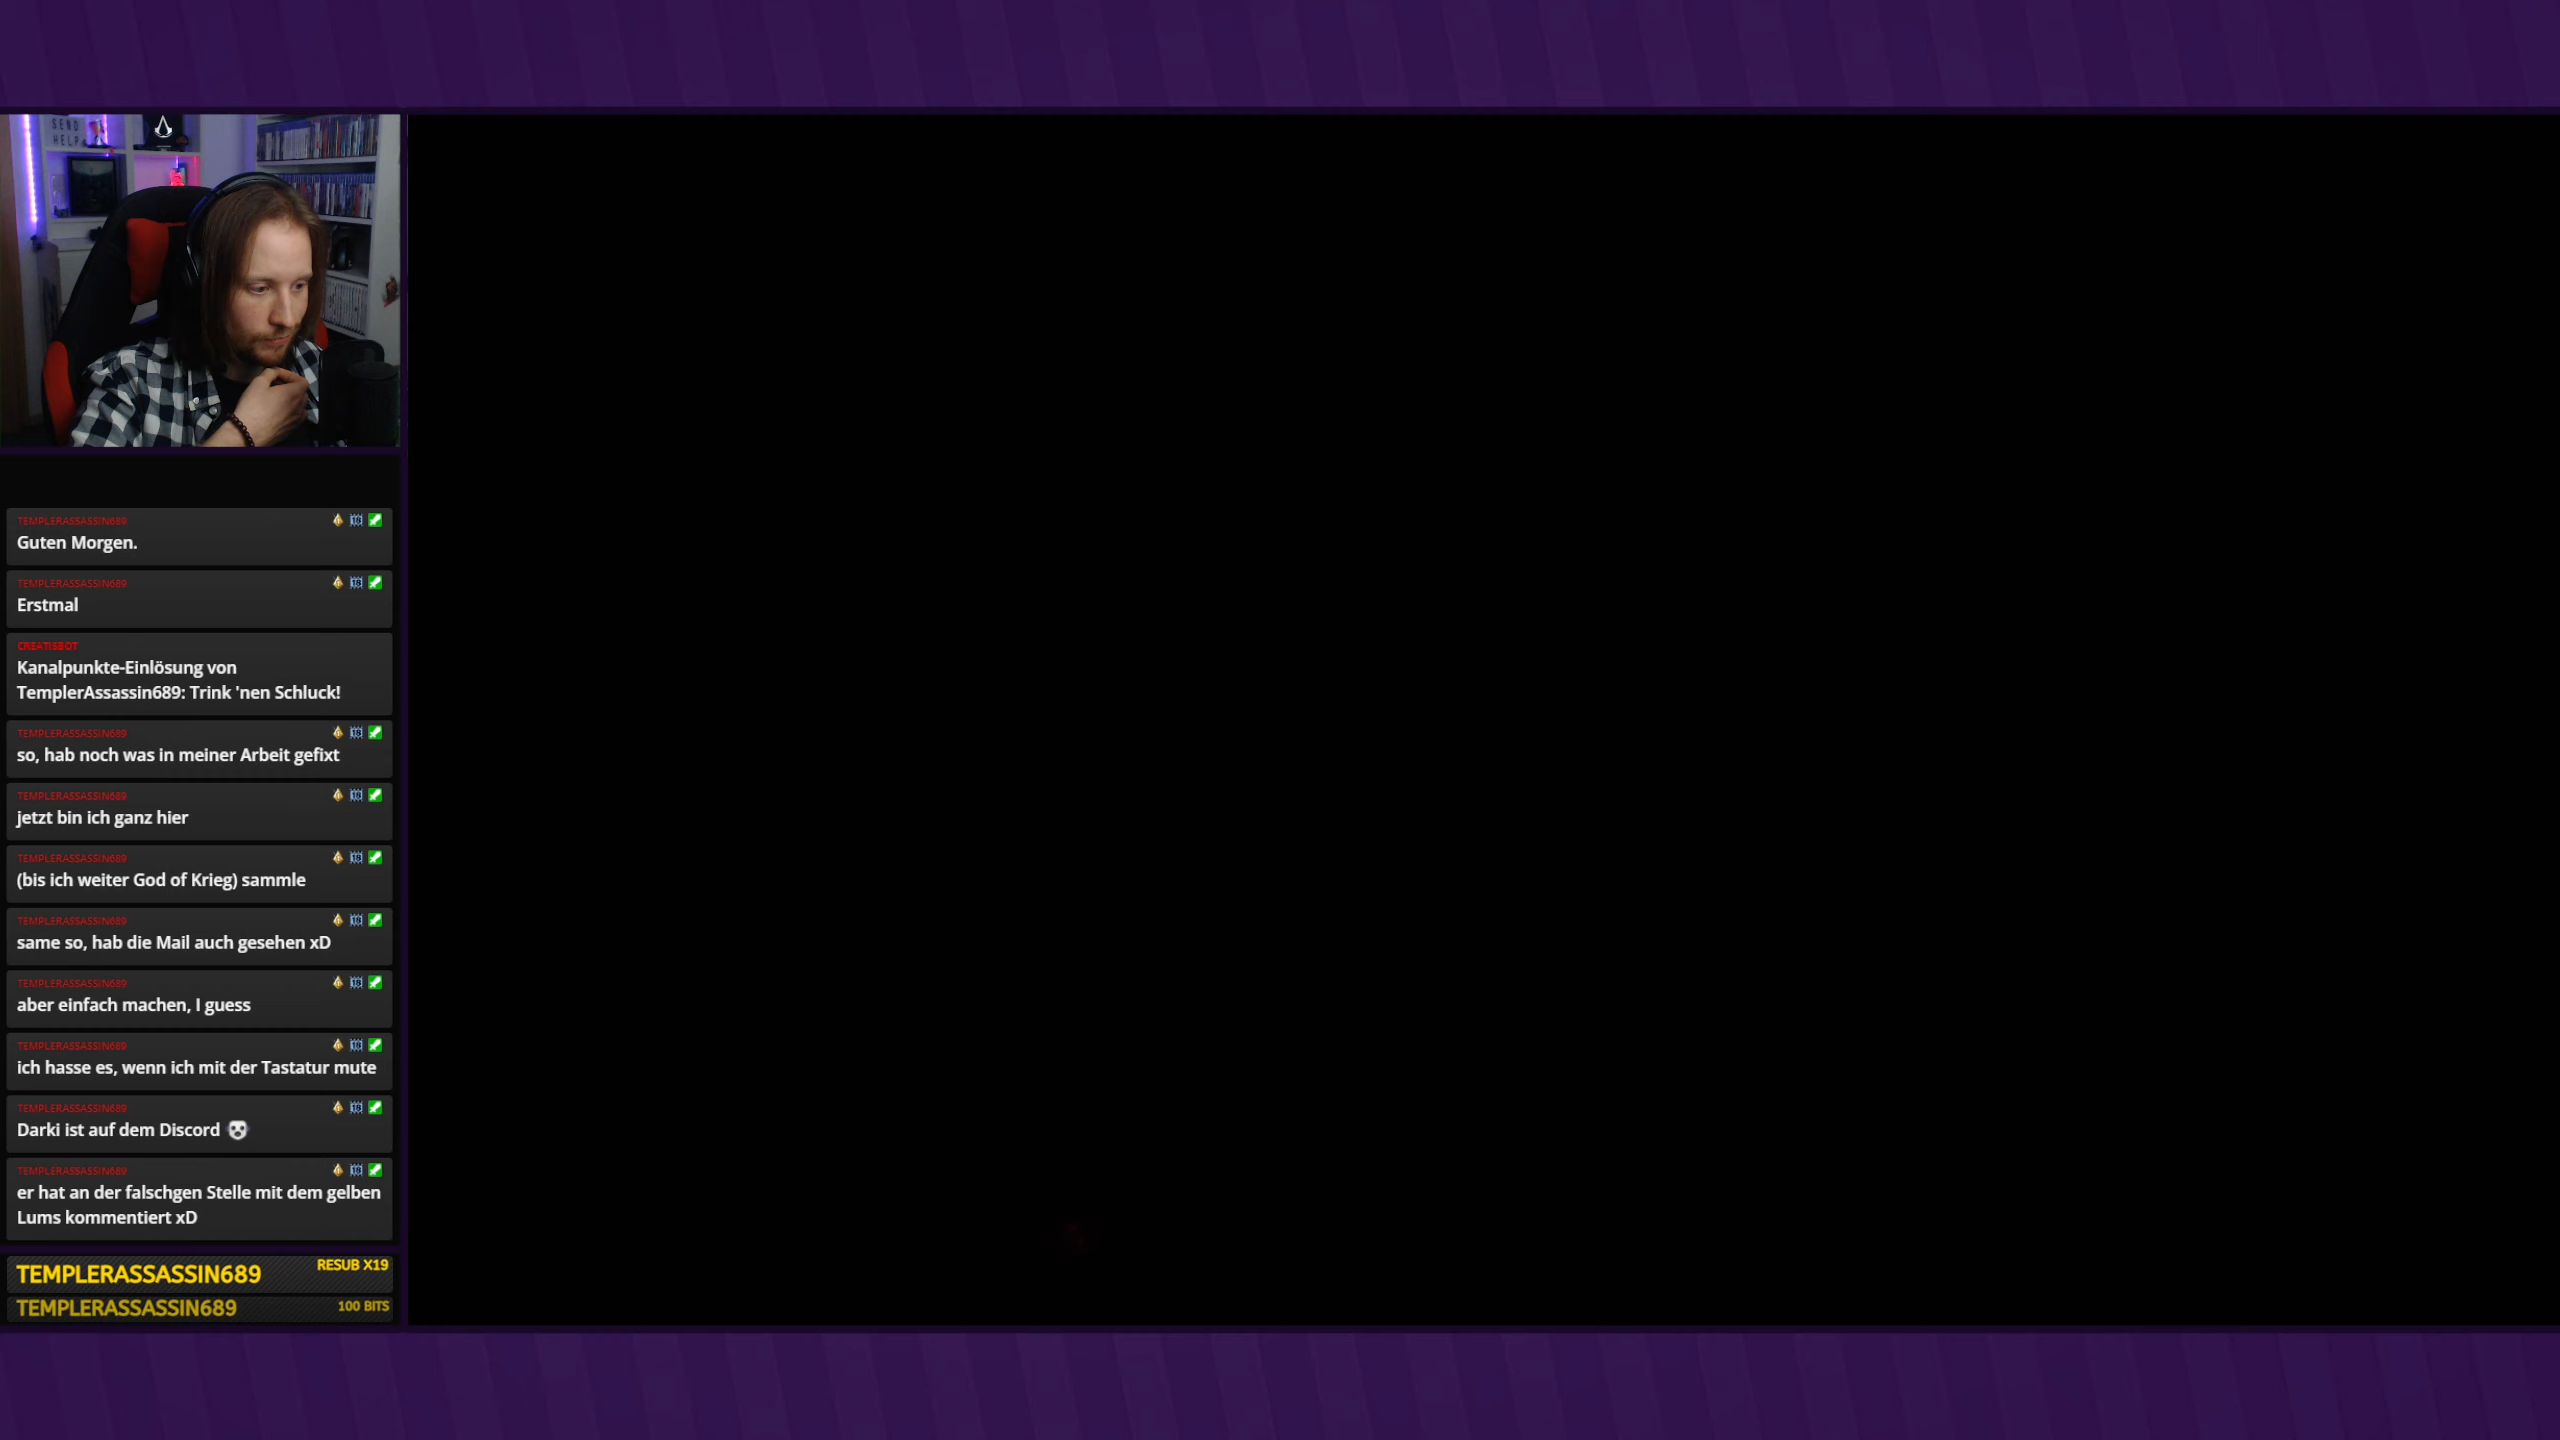 SEND
HELP
TEMPLERASSASSIN689
Guten Morgen.
TEMPLERASSASSIN689
Erstmal
CREATISBOT
Kanalpunkte-Einlösung von
TemplerAssassin689: Trink 'nen Schluck!
TEMPLERASSASSIN689
so, hab noch was in meiner Arbeit gefixt
TEMPLERASSASSIN689
jetzt bin ich ganz hier
TEMPLERASSASSIN689
(bis ich weiter God of Krieg) sammle
TEMPLERASSASSIN689
same so, hab die Mail auch gesehen xD
TEMPLERASSASSIN689
aber einfach machen, I guess
TEMPLERASSASSIN689
ich hasse es, wenn ich mit der Tastatur mute
TEMPLERASSASSIN689
Darki ist auf dem Discord
TEMPLERASSASSIN689
er hat an der falschgen Stelle mit dem gelben
Lums kommentiert xD
TEMPLERASSASSIN689 RESUB X19
TEMPLERASSASSIN689 100 BITS